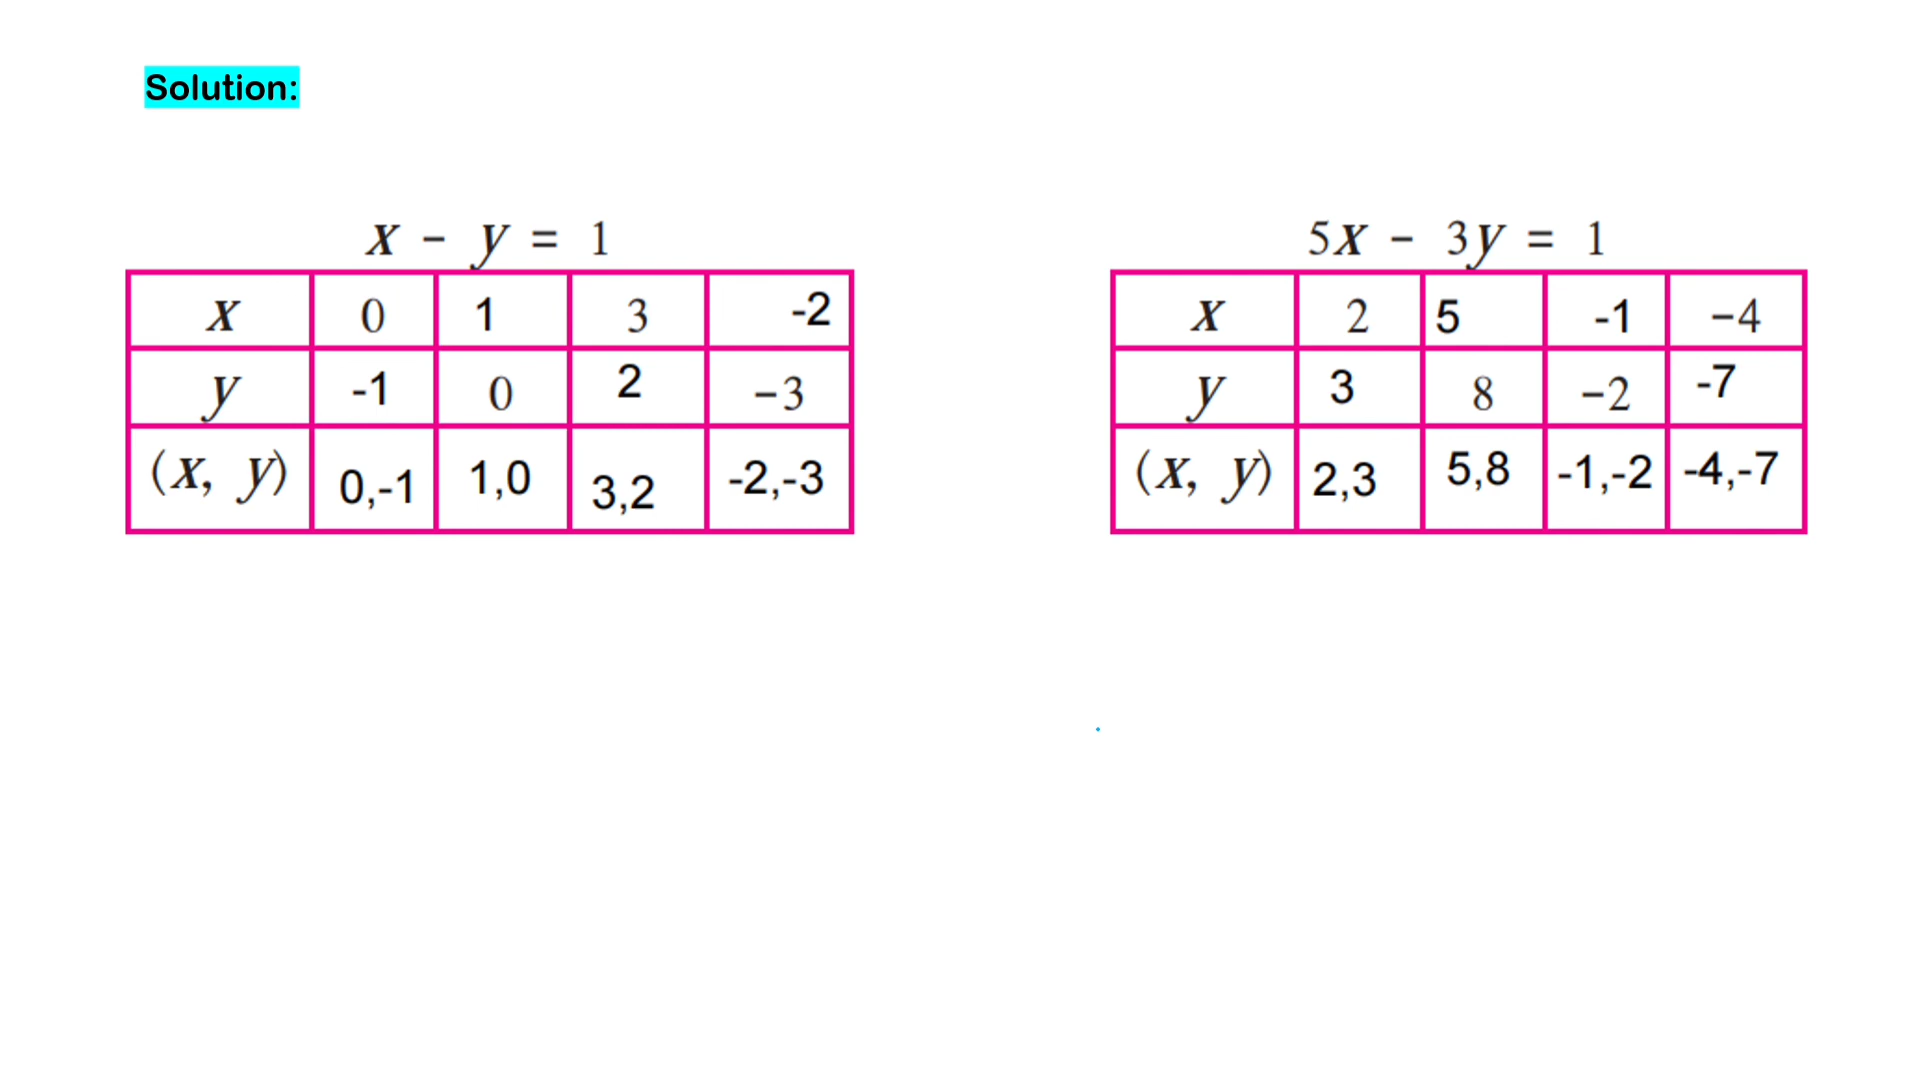 Solution:
x − y = 1
x 0 1 3 -2
y -1 0 2 −3
(x, y) 0,-1 1,0 3,2 -2,-3
5x − 3y = 1
x 2 5 -1 −4
y 3 8 −2 -7
(x, y) 2,3 5,8 -1,-2 -4,-7